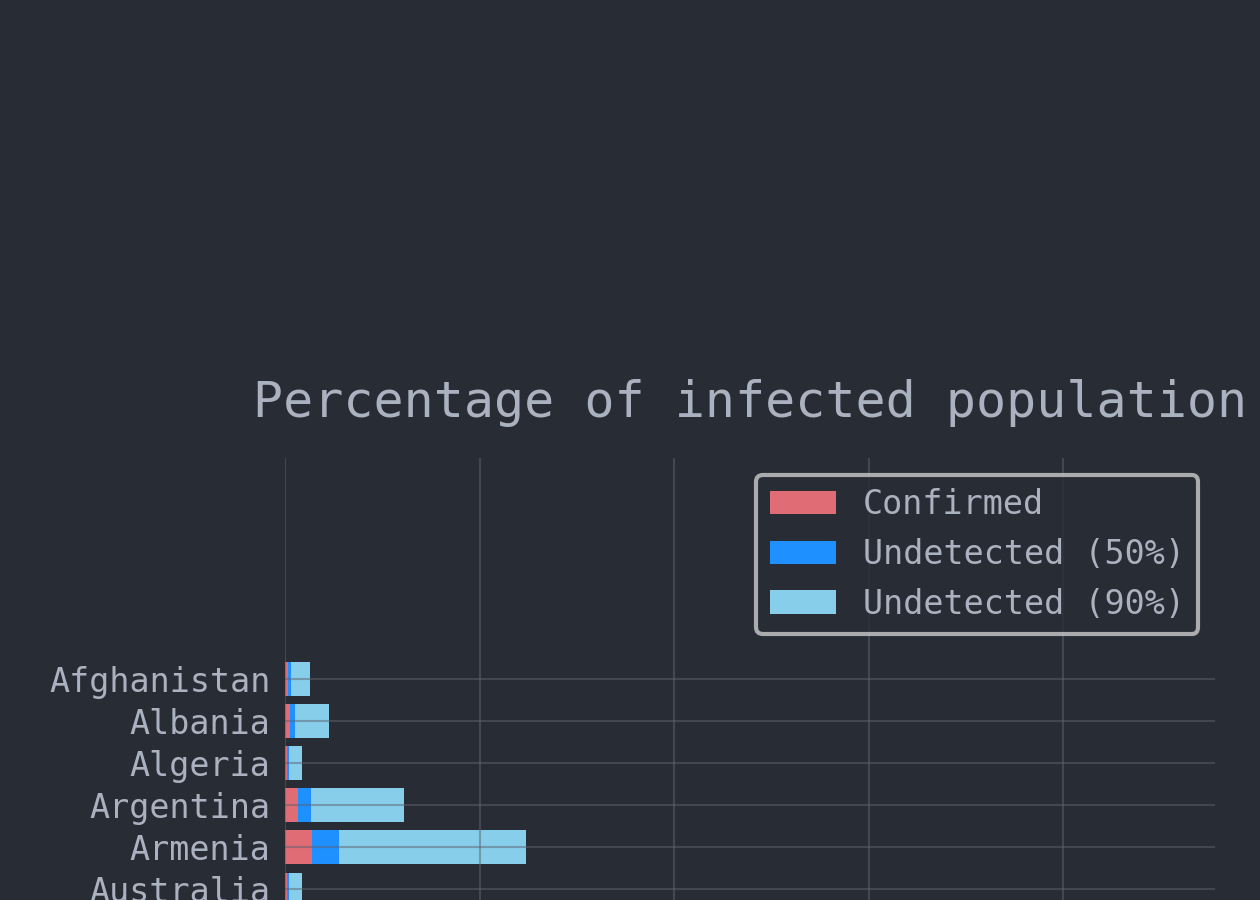 Percentage of infected population
Confirmed
Undetected (50%)
Undetected (90%)
Afghanistan
Albania
Algeria
Argentina
Armenia
Australia